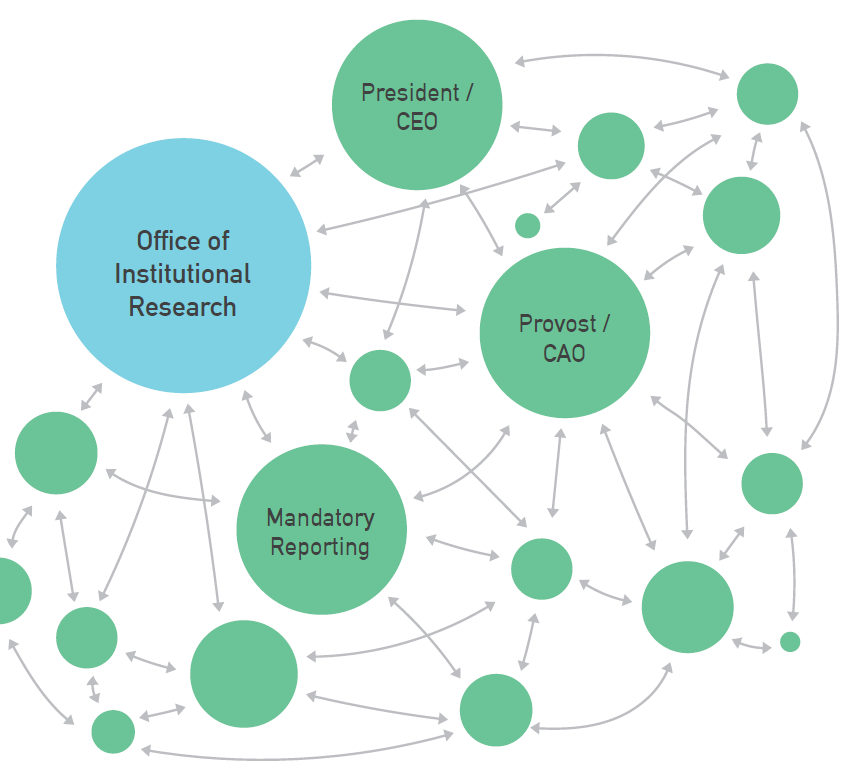 President /
CEO
Office of
Institutional
Research
Provost /
CAO
Mandatory
Reporting